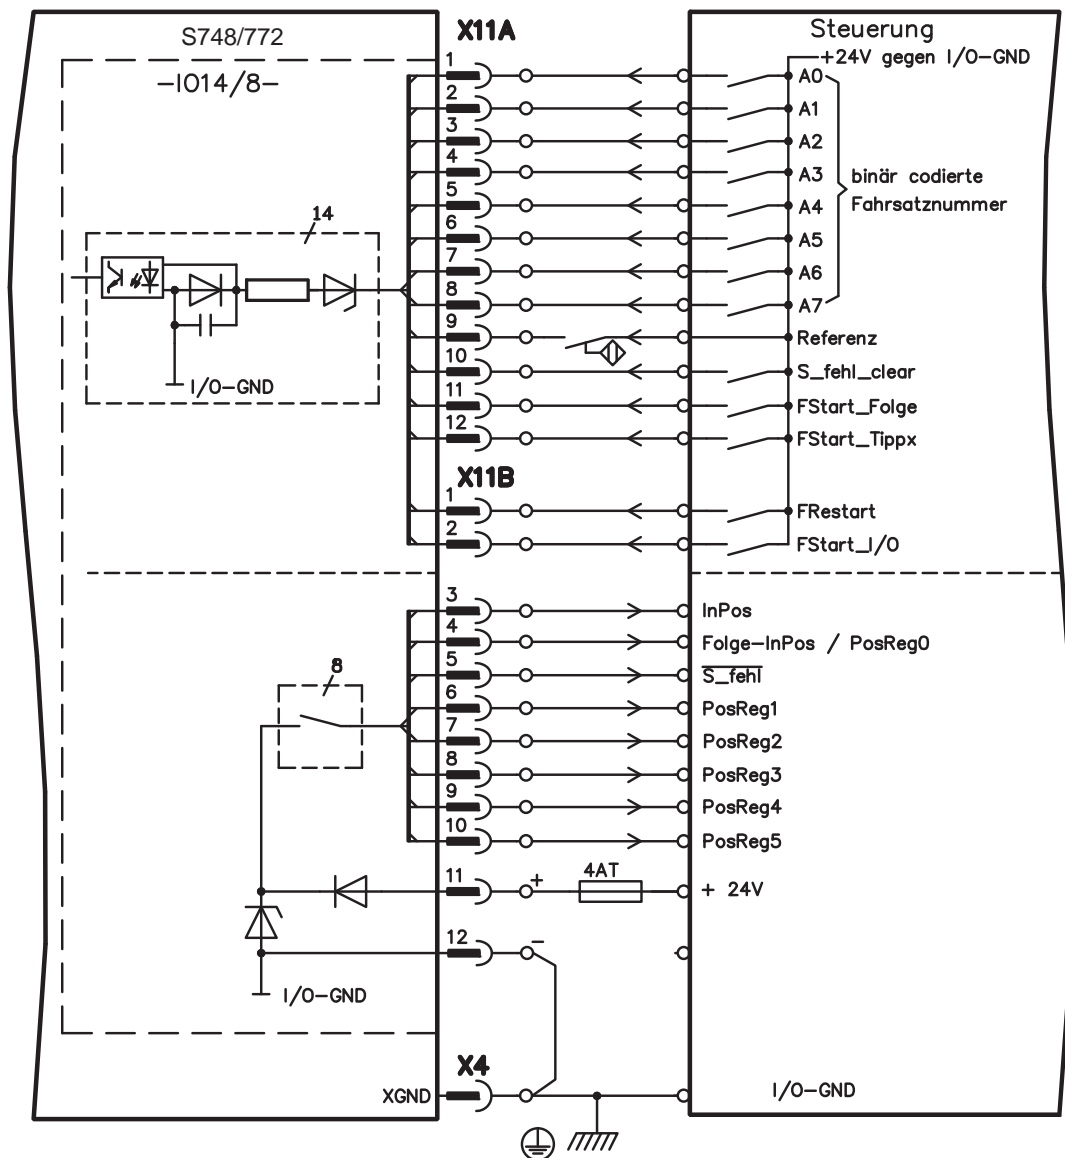 S748/772
X11A
Steuerung
+24V gegen I/O-GND
-IO14/8-
1
A0
2
A1
3
A2
4
A3
binär codierte
5
A4
Fahrsatznummer
14
6
A5
7
A6
8
A7
9
Referenz
10
S_fehl_clear
I/O-GND
11
FStart_Folge
12
FStart_Tippx
X11B
1
FRestart
2
FStart_I/O
3
InPos
4
Folge-InPos / PosReg0
8
5
S_fehl
6
PosReg1
7
PosReg2
8
PosReg3
9
PosReg4
10
PosReg5
11
+
4AT
+ 24V
12
-
I/O-GND
X4
XGND
I/O-GND